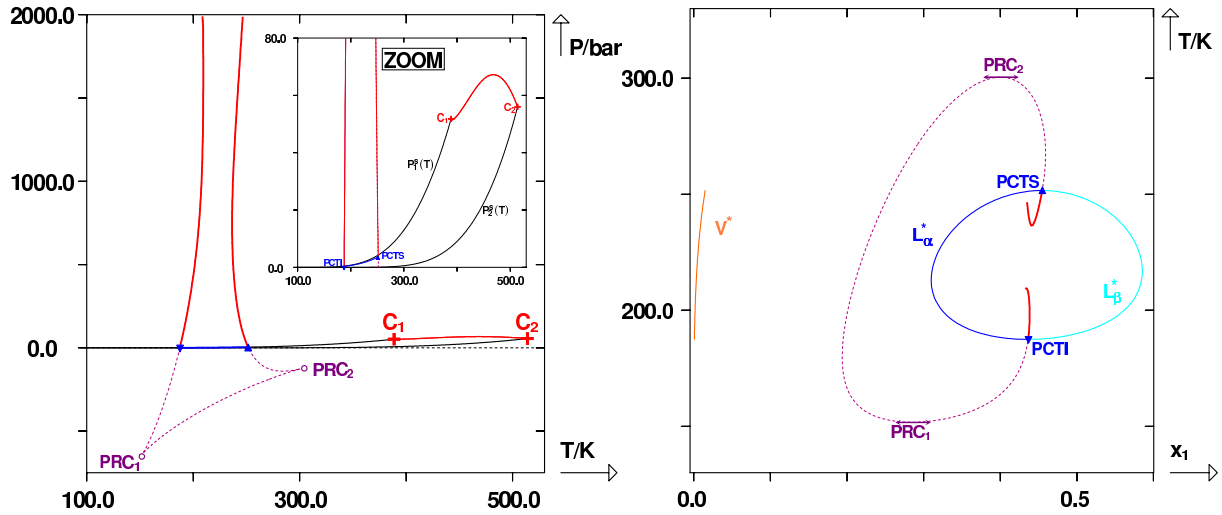 2000.0
P/bar
1000.0
0.0
80.0
ZOOM
C1
C2
P1s(T)
P2s(T)
PCTI
PCTS
0.0
100.0
300.0
500.0
C1
C2
PRC2
PRC1
T/K
100.0
300.0
500.0
T/K
300.0
200.0
PRC2
PCTS
V*
Lα*
Lβ*
PCTI
PRC1
x1
0.0
0.5